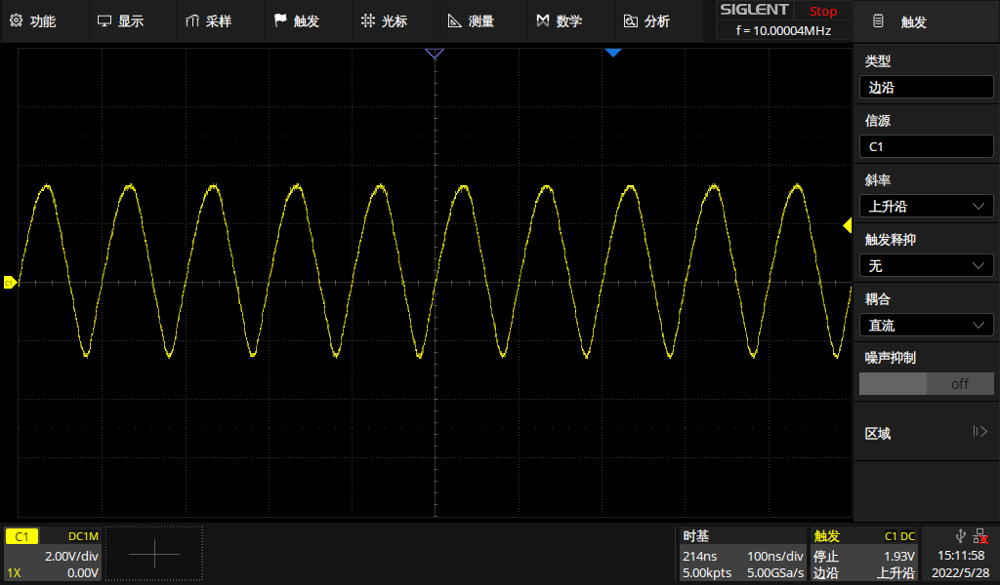 功能 显示 采样 触发 光标 测量 数学 分析 SIGLENT Stop 触发
f = 10.00004MHz
类型
边沿
信源
C1
斜率
上升沿
触发释抑
无
耦合
直流
噪声抑制
off
区域
C1
C1 DC1M
2.00V/div
1X 0.00V
时基
214ns 100ns/div
5.00kpts 5.00GSa/s
触发 C1 DC
停止 1.93V
边沿 上升沿
15:11:58
2022/5/28